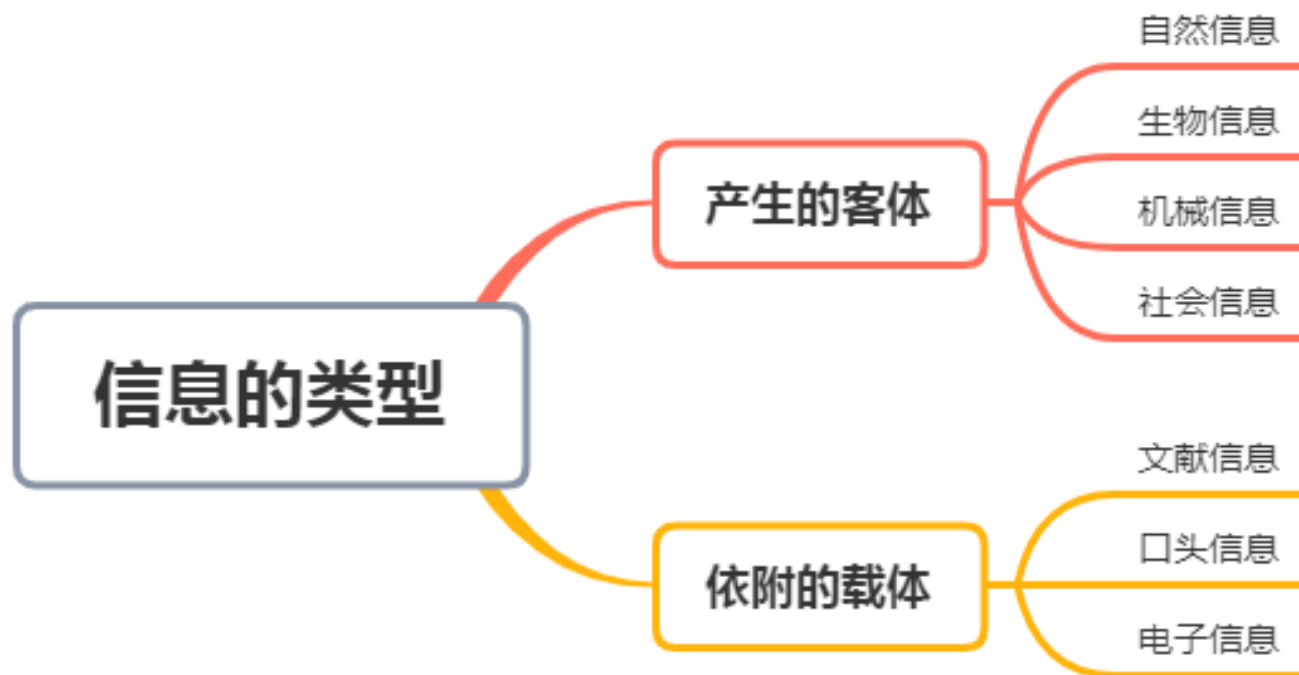 信息的类型
产生的客体
自然信息
生物信息
机械信息
社会信息
依附的载体
文献信息
口头信息
电子信息